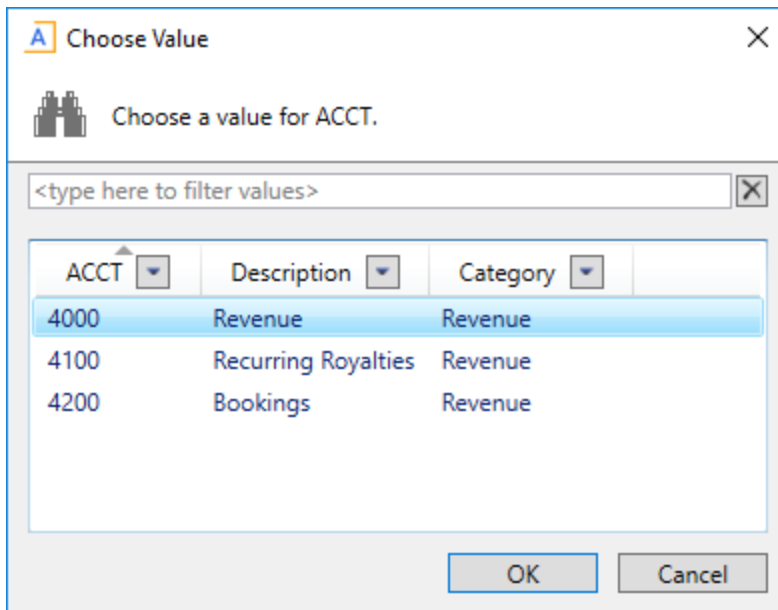 A Choose Value
Choose a value for ACCT.
<type here to filter values>
ACCT Description Category
4000 Revenue Revenue
4100 Recurring Royalties Revenue
4200 Bookings Revenue
OK Cancel